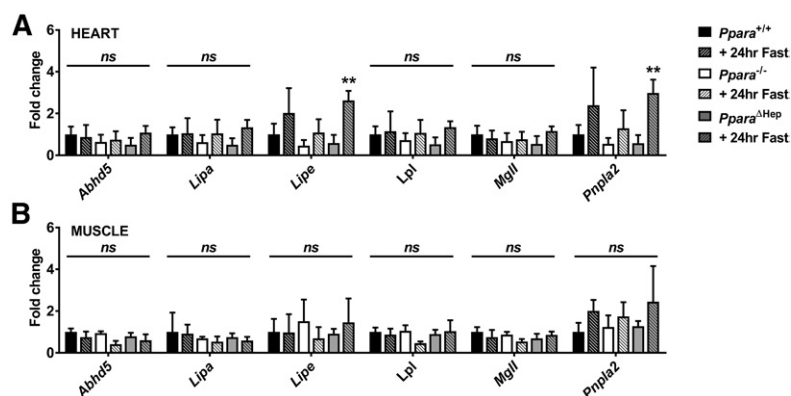 A
HEART
6
4
2
0
Fold change
ns
ns
**
ns
ns
**
Abhd5
Lipa
Lipe
Lpl
Mgll
Pnpla2
Ppara+/+
+ 24hr Fast
Ppara-/-
+ 24hr Fast
PparaΔHep
+ 24hr Fast
B
MUSCLE
6
4
2
0
Fold change
ns
ns
ns
ns
ns
ns
Abhd5
Lipa
Lipe
Lpl
Mgll
Pnpla2